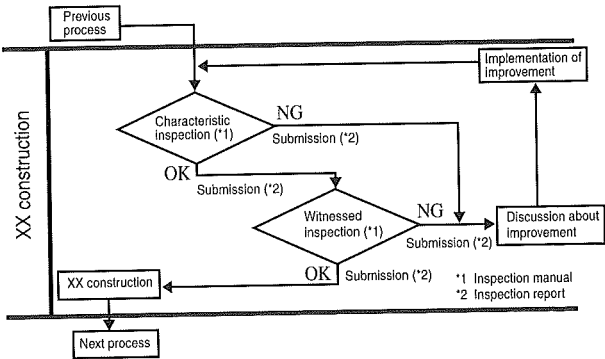 Previous
process
Implementation of
improvement
XX construction
Characteristic
inspection (*1)
NG
Submission (*2)
OK
Submission (*2)
Witnessed
inspection (*1)
NG
Submission (*2)
Discussion about
improvement
OK
Submission (*2)
XX construction
*1 Inspection manual
*2 Inspection report
Next process